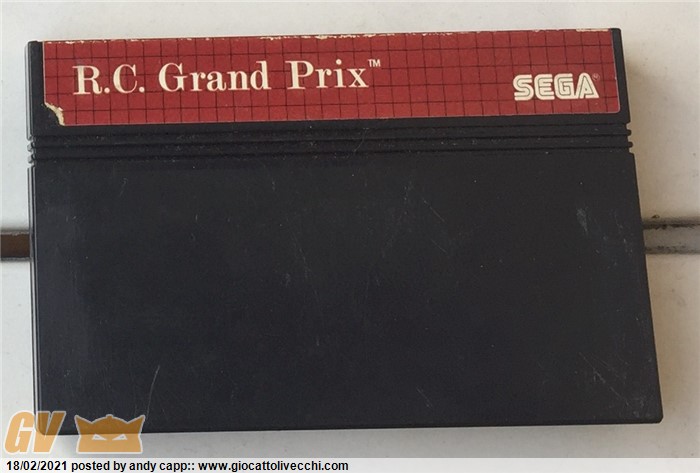 R.C. Grand Prix™
SEGA®
GV
18/02/2021 posted by andy capp:: www.giocattolivecchi.com